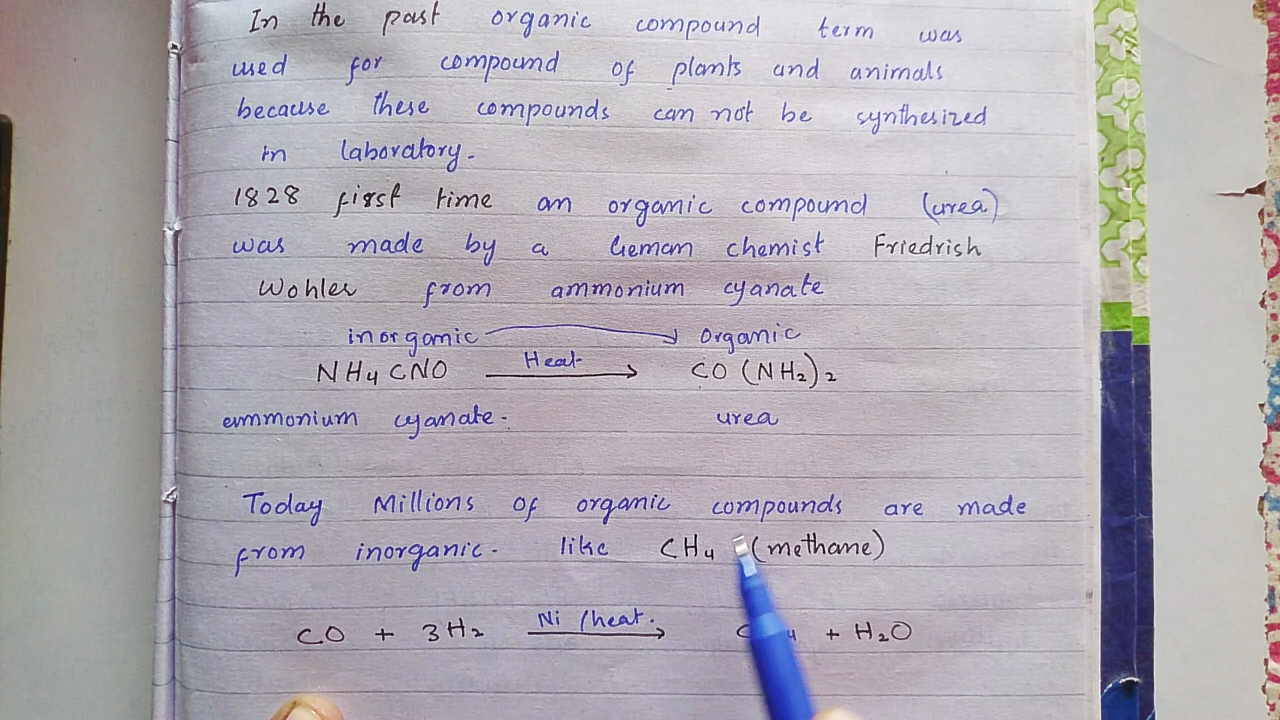 In the past organic compound term was
used for compound of plants and animals
because these compounds can not be synthesized
in laboratory.
1828 first time an organic compound (urea)
was made by a Geman chemist Friedrish
Wohler from ammonium cyanate
inorganic → organic
NH4CNO Heat → CO(NH2)2
ammonium cyanate. urea
Today Millions of organic compounds are made
from inorganic. like CH4 (methane)
CO + 3H2 Ni/heat. → + H2O